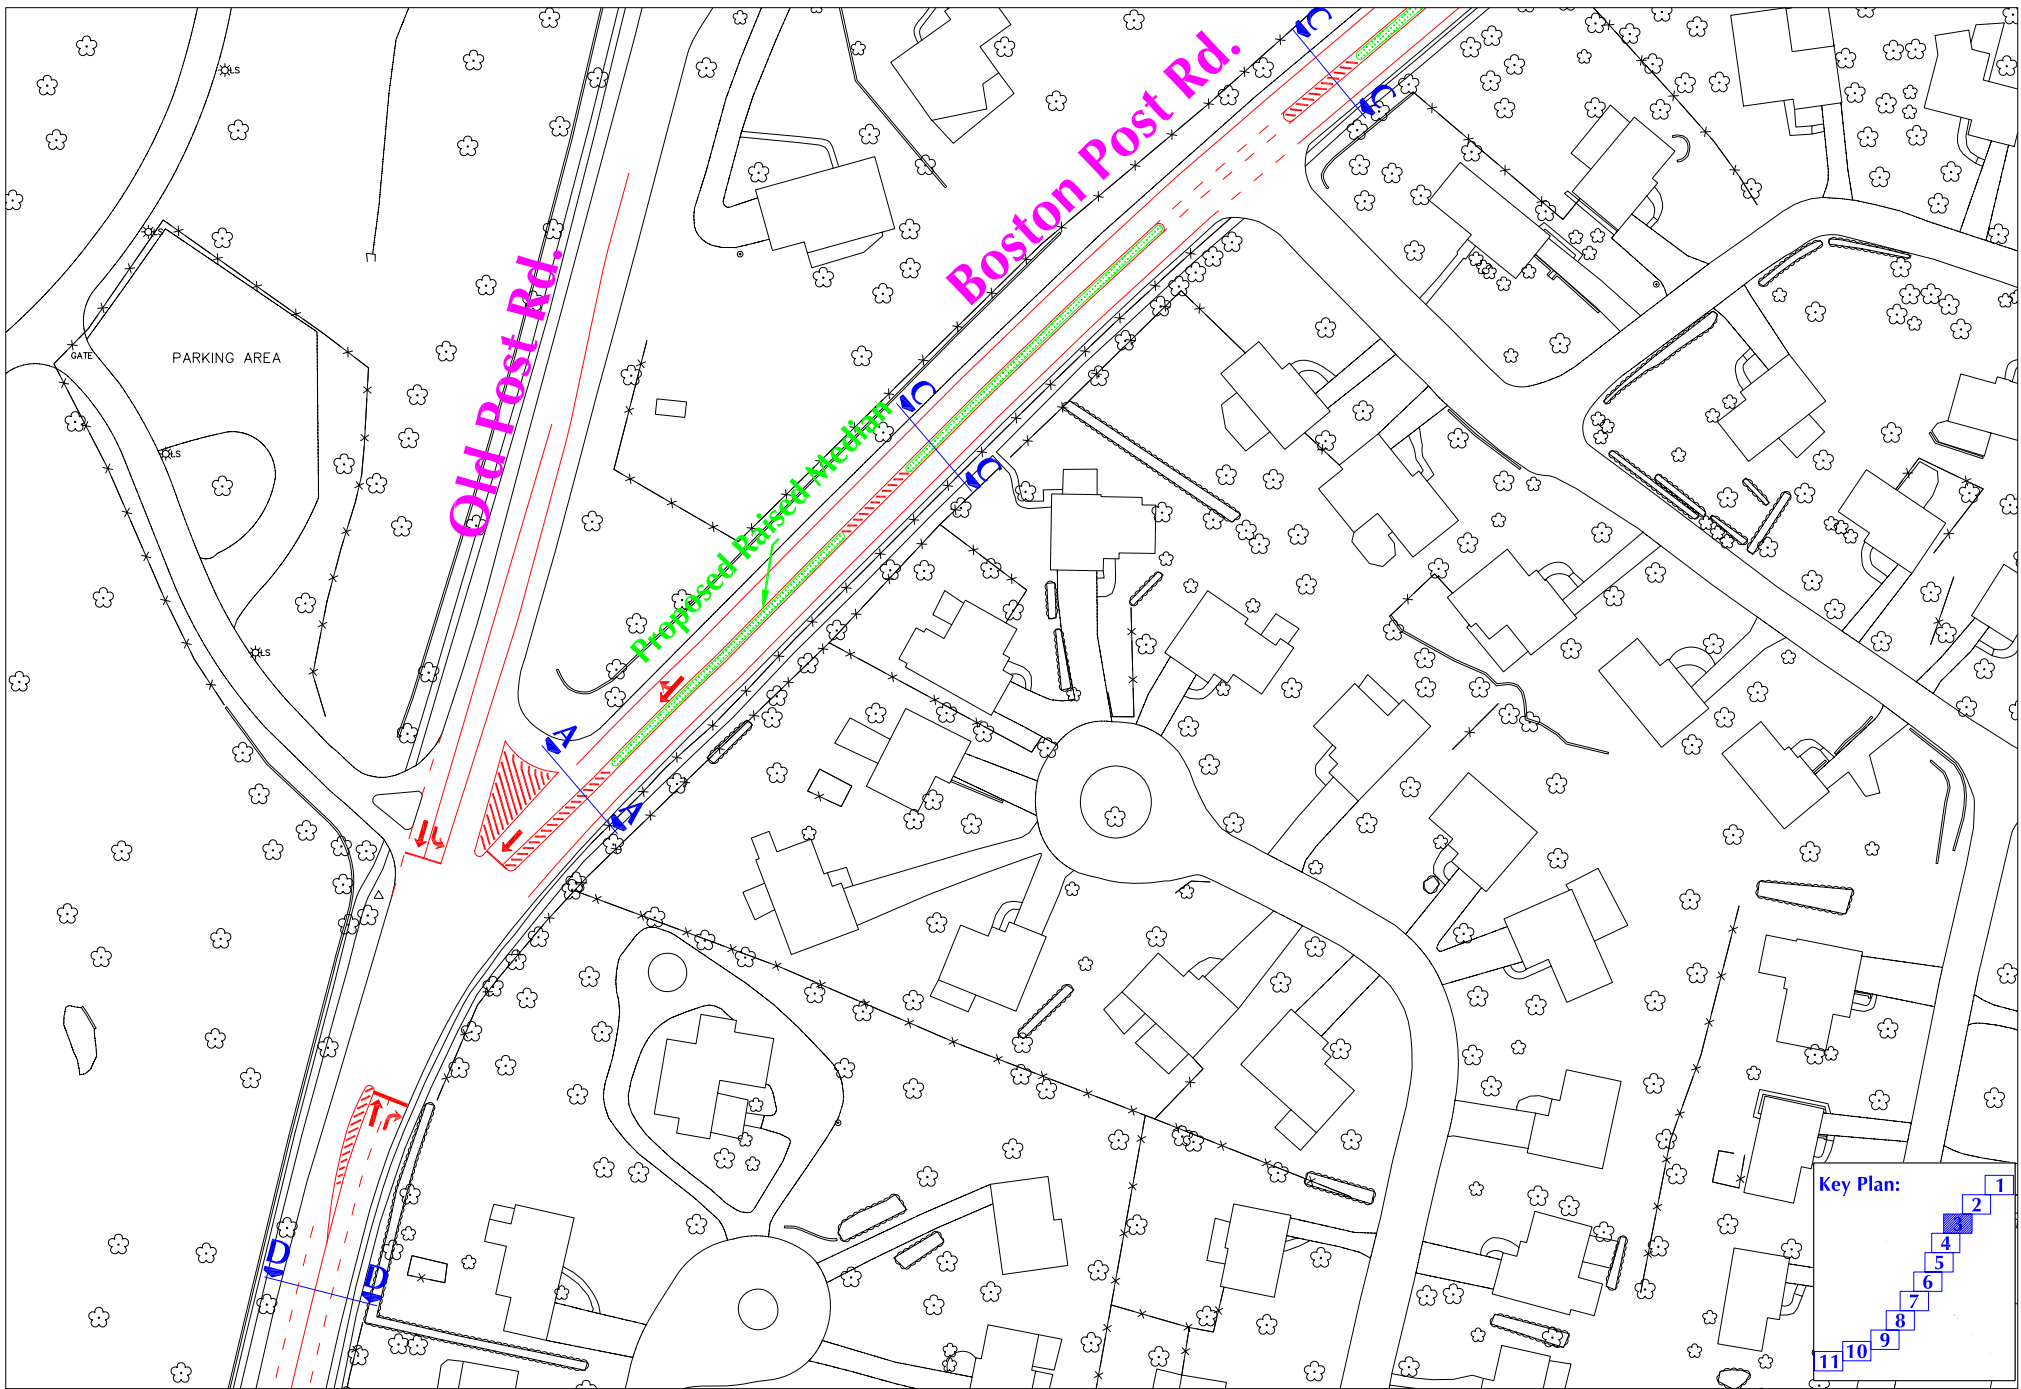 C
C
LS
Boston Post Rd.
LS
Old Post Rd.
GATE
PARKING AREA
C
C
LS
Proposed Raised Median
LS
A
A
D
D
Key Plan:
1
2
3
4
5
6
7
8
9
10
11